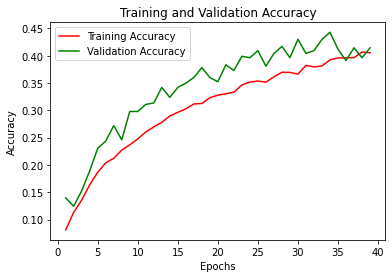 Training and Validation Accuracy
Training Accuracy
Validation Accuracy
Accuracy
0.45
0.40
0.35
0.30
0.25
0.20
0.15
0.10
0 5 10 15 20 25 30 35 40
Epochs